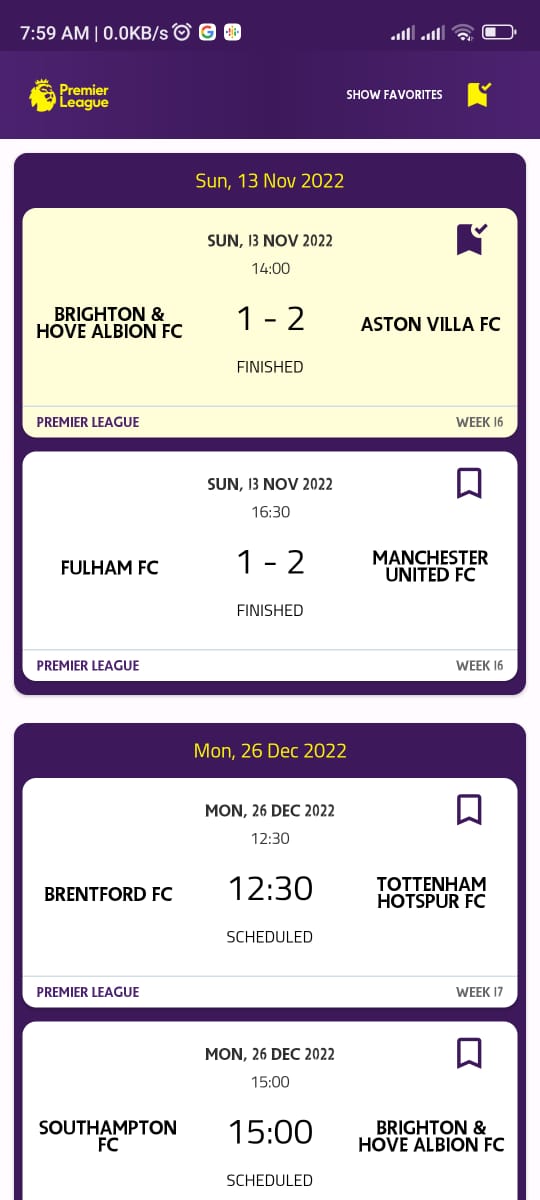 7:59 AM | 0.0KB/s
Premier
League
SHOW FAVORITES
Sun, 13 Nov 2022
SUN, 13 NOV 2022
14:00
BRIGHTON &
HOVE ALBION FC
1 - 2
ASTON VILLA FC
FINISHED
PREMIER LEAGUE
WEEK 16
SUN, 13 NOV 2022
16:30
FULHAM FC
1 - 2
MANCHESTER
UNITED FC
FINISHED
PREMIER LEAGUE
WEEK 16
Mon, 26 Dec 2022
MON, 26 DEC 2022
12:30
BRENTFORD FC
12:30
TOTTENHAM
HOTSPUR FC
SCHEDULED
PREMIER LEAGUE
WEEK 17
MON, 26 DEC 2022
15:00
SOUTHAMPTON
FC
15:00
BRIGHTON &
HOVE ALBION FC
SCHEDULED